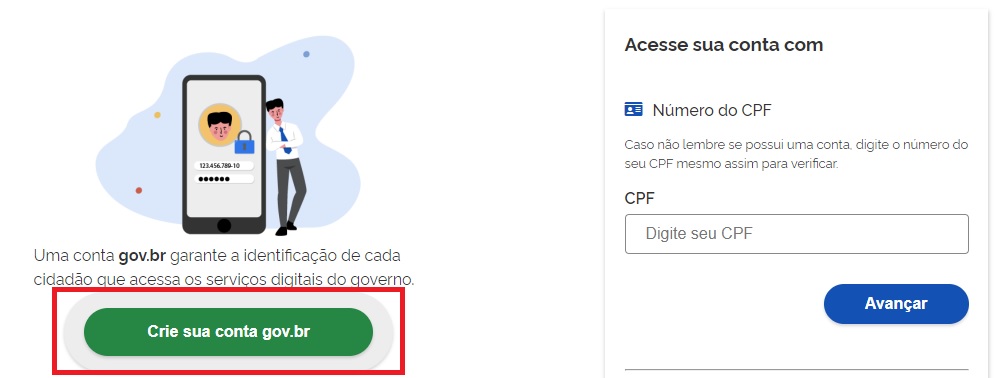 Acesse sua conta com
Número do CPF
Caso não lembre se possui uma conta, digite o número do
seu CPF mesmo assim para verificar.
CPF
Digite seu CPF
Avançar
123.456.789-10
Uma conta gov.br garante a identificação de cada
cidadão que acessa os serviços digitais do governo.
Crie sua conta gov.br